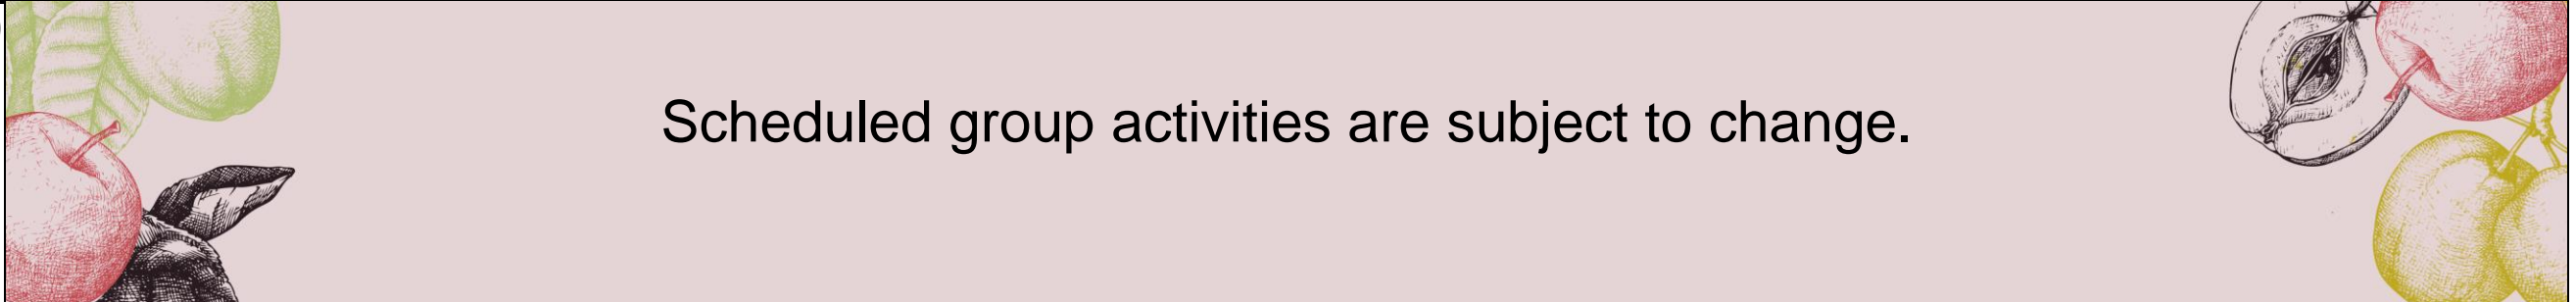 Scheduled group activities are subject to change.